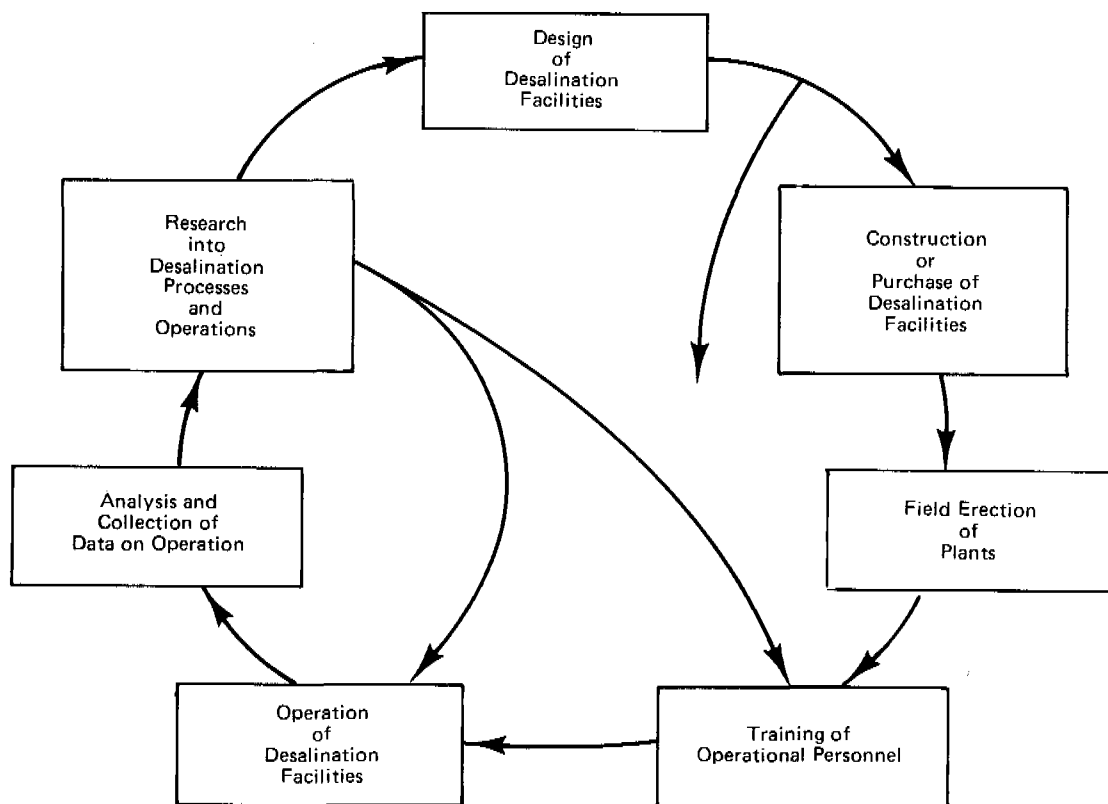 Design
of
Desalination
Facilities
Research
into
Desalination
Processes
and
Operations
Construction
or
Purchase of
Desalination
Facilities
Analysis and
Collection of
Data on Operation
Field Erection
of
Plants
Operation
of
Desalination
Facilities
Training of
Operational Personnel